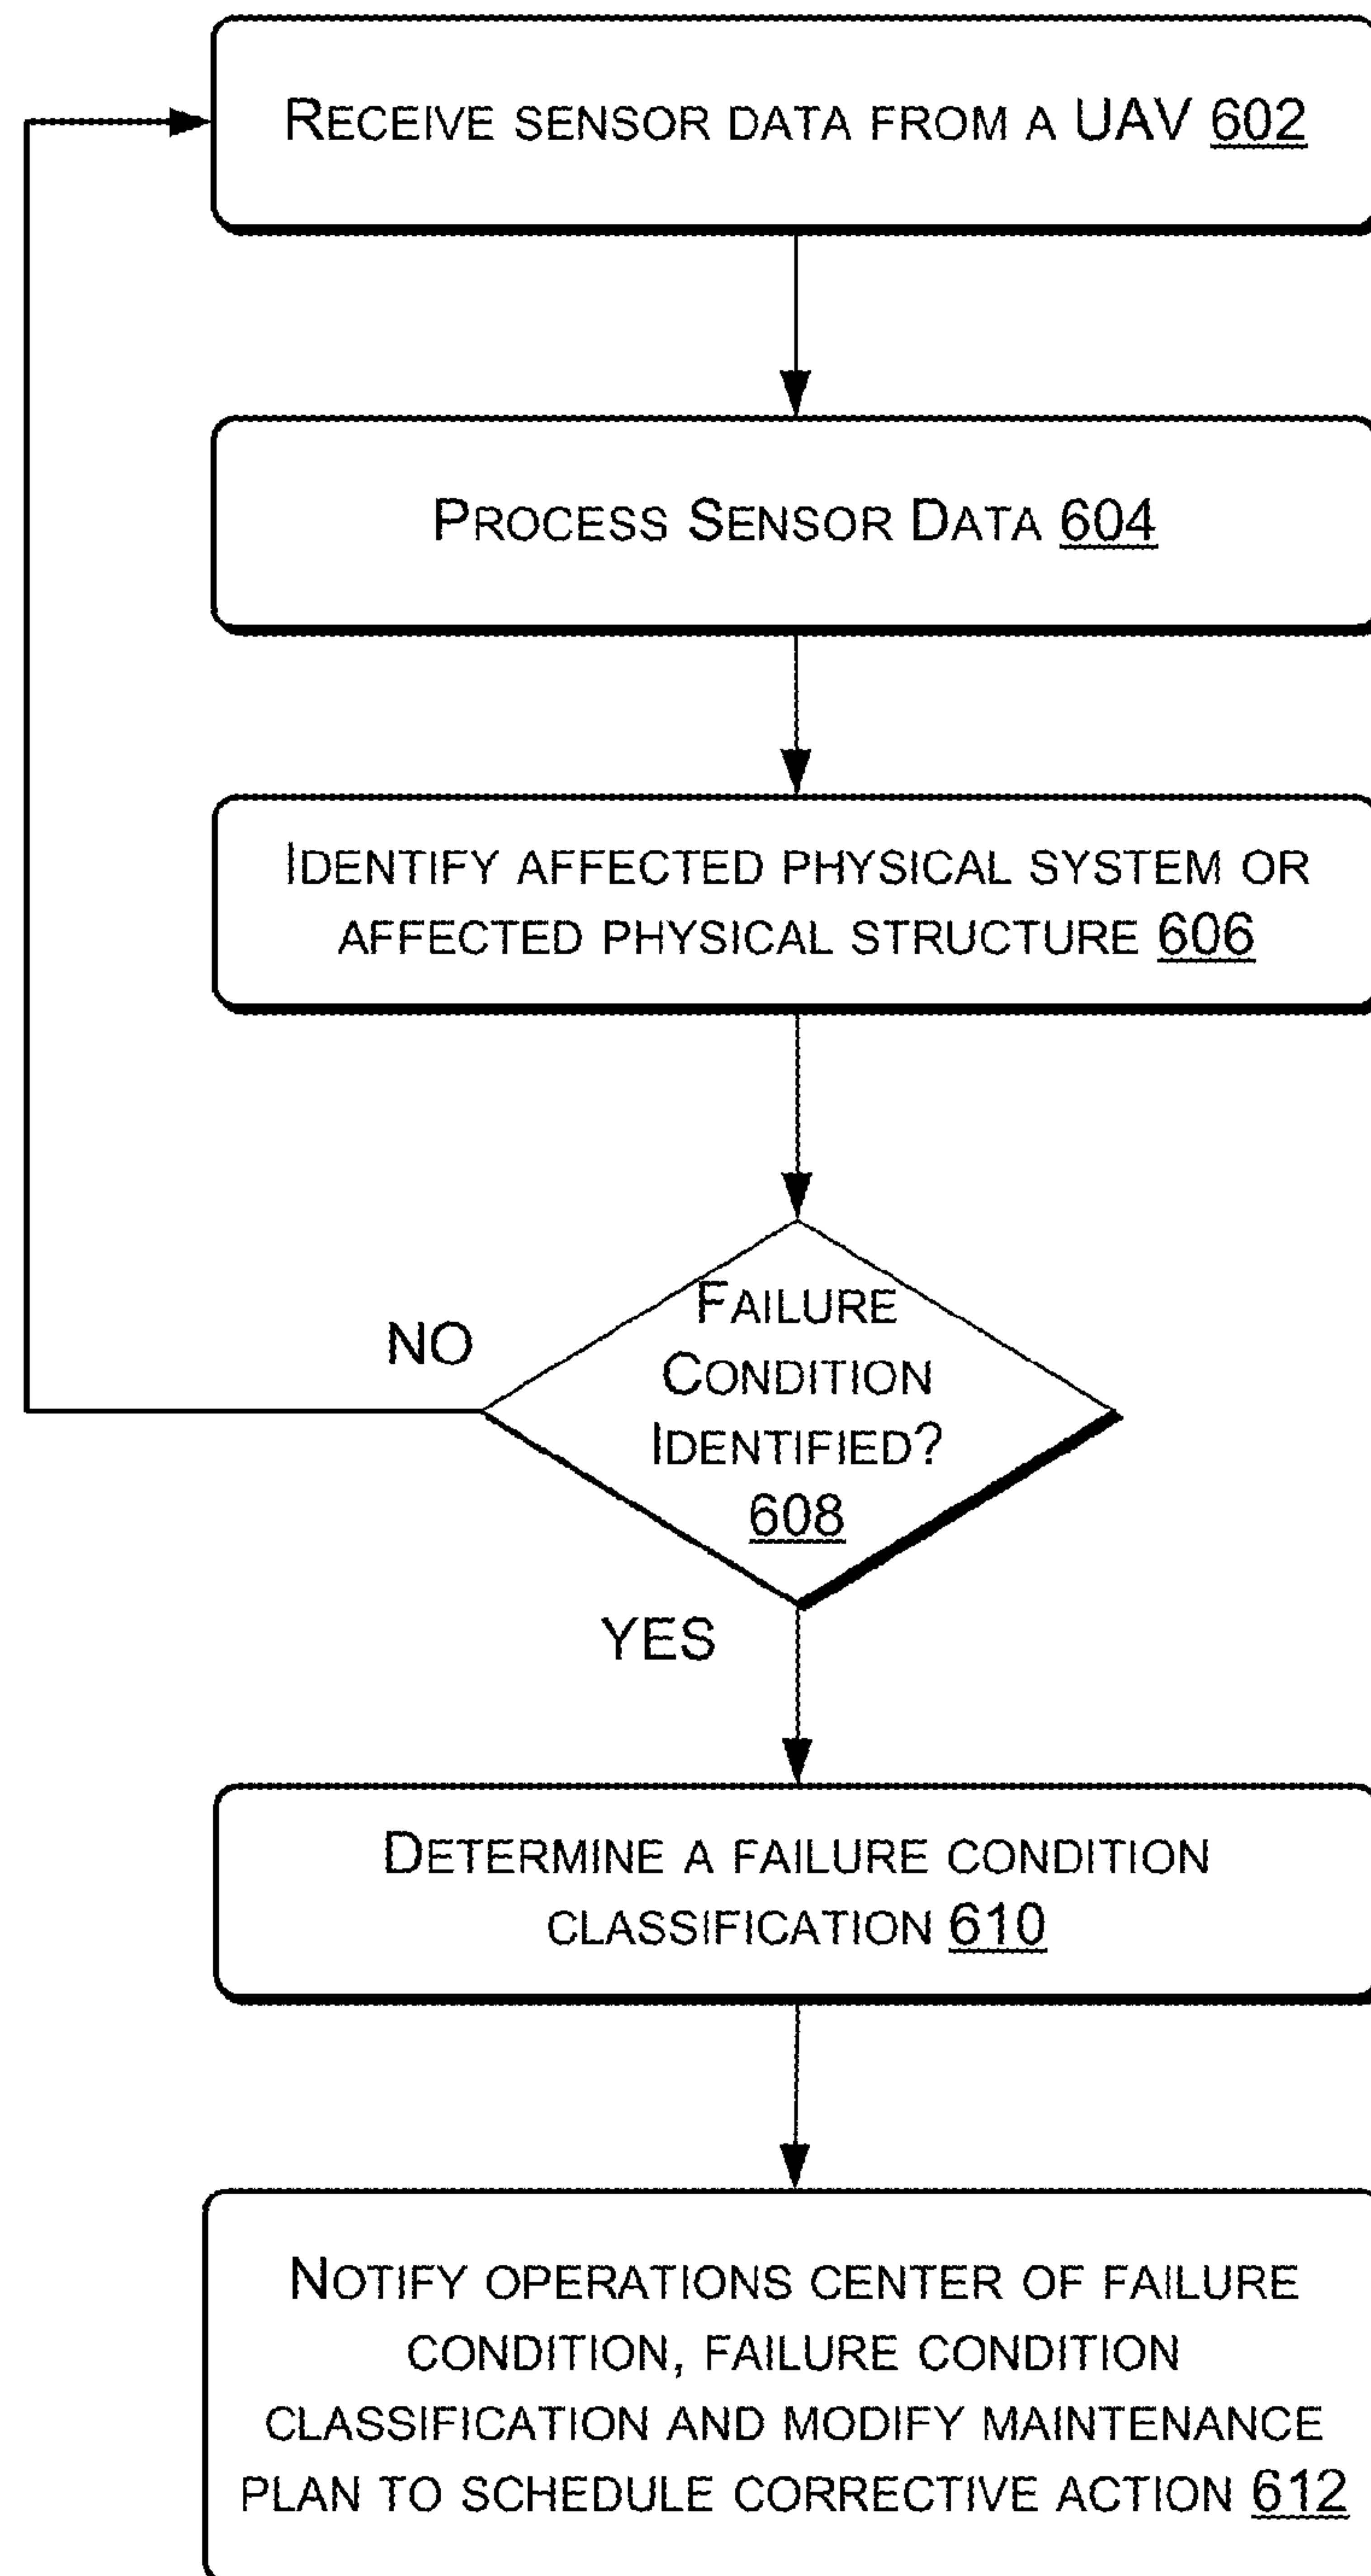 RECEIVE SENSOR DATA FROM A UAV 602
PROCESS SENSOR DATA 604
IDENTIFY AFFECTED PHYSICAL SYSTEM OR
AFFECTED PHYSICAL STRUCTURE 606
FAILURE
CONDITION
IDENTIFIED?
608
NO
YES
DETERMINE A FAILURE CONDITION
CLASSIFICATION 610
NOTIFY OPERATIONS CENTER OF FAILURE
CONDITION, FAILURE CONDITION
CLASSIFICATION AND MODIFY MAINTENANCE
PLAN TO SCHEDULE CORRECTIVE ACTION 612